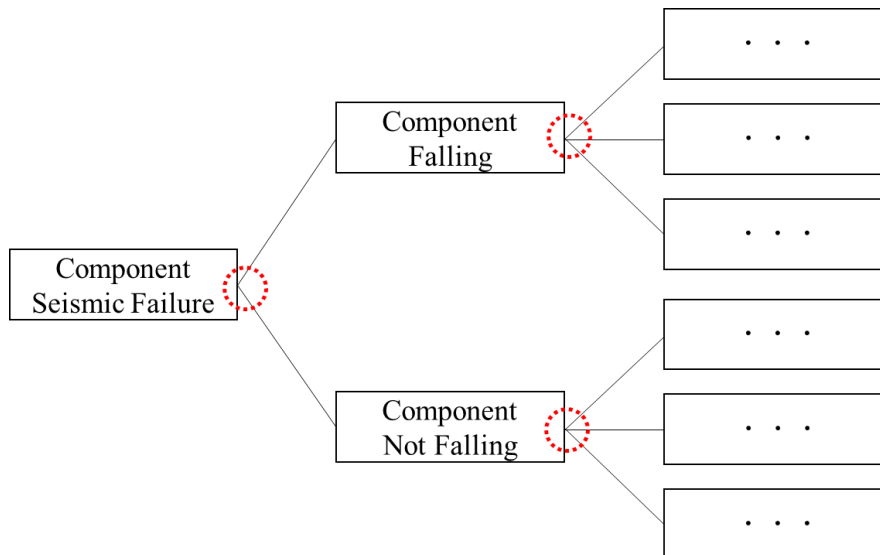 . . .
Component
Falling
. . .
. . .
Component
Seismic Failure
. . .
Component
Not Falling
. . .
. . .